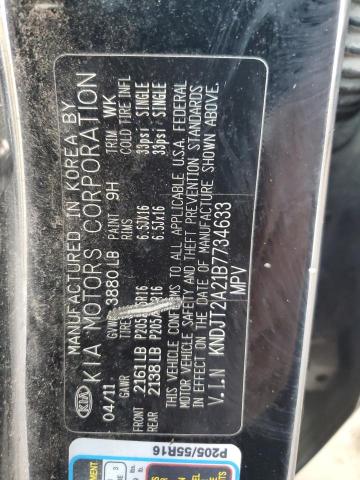 MANUFACTURED IN KOREA BY
KIA KIA MOTORS CORPORATION
04/11 GVWR 3880 LB PAINT 9H TRIM WK
GAWR TIRES RIMS COLD TIRE INFL
FRONT 2161 LB P205/55R16 6.5JX16 33psi SINGLE
REAR 2138 LB P205/55R16 6.5JX16 33psi SINGLE
THIS VEHICLE CONFORMS TO ALL APPLICABLE U.S.A. FEDERAL
MOTOR VEHICLE SAFETY AND THEFT PREVENTION STANDARDS
IN EFFECT ON THE DATE OF MANUFACTURE SHOWN ABOVE.
V.I.N KNDJT2A21B7734633
MPV
P205/55R16